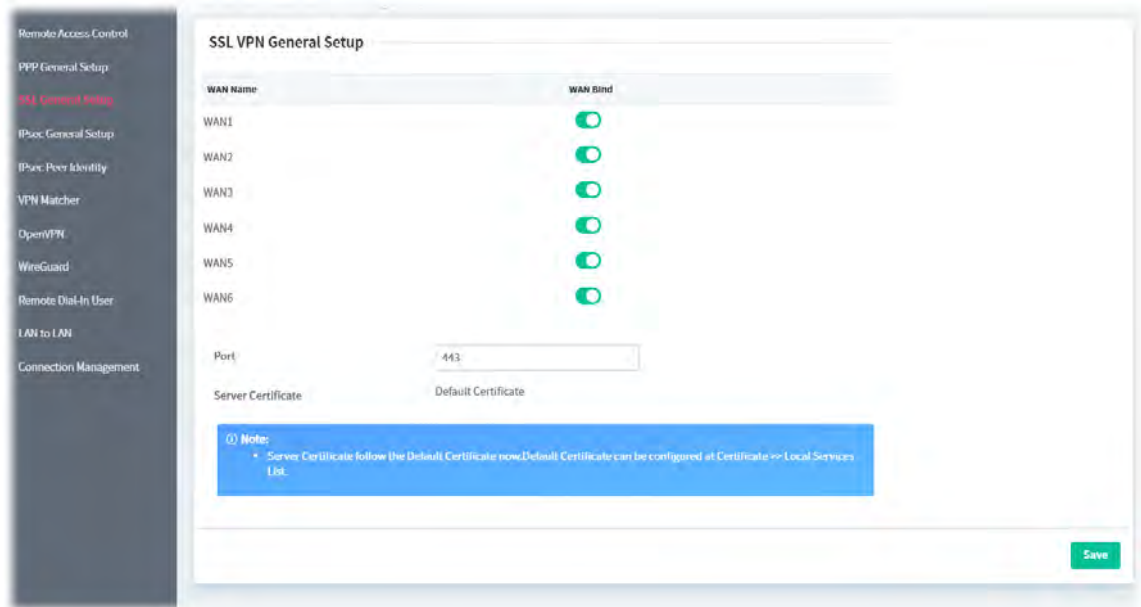 Remote Access Control
PPP General Setup
SSL General Setup
IPsec General Setup
IPsec Peer Identity
VPN Matcher
OpenVPN
WireGuard
Remote Dial-In User
LAN to LAN
Connection Management
SSL VPN General Setup
WAN Name WAN Bind
WAN1
WAN2
WAN3
WAN4
WAN5
WAN6
Port 443
Server Certificate Default Certificate
Note:
• Server Certificate follow the Default Certificate now.Default Certificate can be configured at Certificate >> Local Services
List.
Save